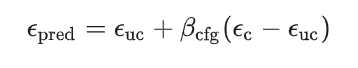 ϵ_pred = ϵ_uc + β_cfg(ϵ_c − ϵ_uc)